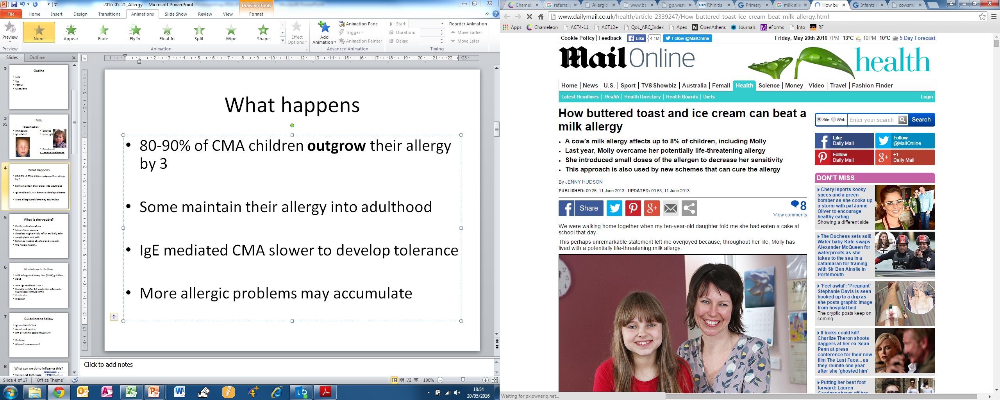 2016-05-21_Allergy - Microsoft PowerPoint
Drawing Tools
File
Home
Insert
Design
Transitions
Animations
Slide Show
Review
View
Format
Preview
None
Appear
Fade
Fly In
Float In
Split
Wipe
Shape
Effect Options
Add Animation
Animation Pane
Trigger
Animation Painter
Start:
Duration:
Delay:
Reorder Animation
Move Earlier
Move Later
Preview
Animation
Advanced Animation
Timing
Slides
Outline
2
Outline
Milk
Egg
Peanut
Questions
3
Milk
Classification
Immediate
IgE related
Delayed
(non IgE)
Combined
4
What happens
80-90% of CMA children outgrow their allergy
by 3
Some maintain their allergy into adulthood
IgE mediated CMA slower to develop tolerance
More allergic problems may accumulate
5
What is the trouble?
Costly milk alternatives
Misery from eczema
Sleepless nights – itch, reflux and belly ache
Anaphylaxis with milk
Schemes needed at school and in society
The Atopic March...
6
Guidelines to follow
Milk Allergy in Primary Care (MAP) guideline
2013
Non IgE mediated CMA -
Exclude milk for 2-4 weeks (+/- extensively
hydrolysed formula (EHF))
Reintroduce
Dietician
7
Guidelines to follow
IgE mediated CMA
Avoid milk protein
EHF or Amino acid formula (AAF)
Dietician
Allergist management
8
What can we do to influence this?
For non-IgE CMA, foods
THE MILK LADDER
What happens
• 80-90% of CMA children outgrow their allergy
by 3
• Some maintain their allergy into adulthood
• IgE mediated CMA slower to develop tolerance
• More allergic problems may accumulate
Click to add notes
Slide 4 of 17
"Office Theme"
100%
18:54
20/05/2016
Chamele
referral
Allergic
www.bs
gp.west
Rhinitis
Primary
milk alle
How but
Infants
cowsmil
www.dailymail.co.uk/health/article-2339247/How-buttered-toast-ice-cream-beat-milk-allergy.html
Apps
Chameleon
ACT4-11
ACT12+
QoL_ARC_Index
Apex
OpenAthens
Journals
eForms
Into
RF
Cookie Policy | Feedback
Like
4.1M
Follow @MailOnline
Friday, May 20th 2016 7PM 13°C 10PM 10°C 5-Day Forecast
Mail Online
health
Home | News | U.S. | Sport | TV&Showbiz | Australia | Femail | Health | Science | Money | Video | Travel | Fashion Finder
Latest Headlines | Health | Health Directory | Health Boards | Diets
Login
How buttered toast and ice cream can beat a
milk allergy
• A cow's milk allergy affects up to 8% of children, including Molly
• Last year, Molly overcame her potentially life-threatening allergy
• She introduced small doses of the allergen to decrease her sensitivity
• This approach is also used by new schemes that can cure the allergy
By JENNY HUDSON
PUBLISHED: 00:26, 11 June 2013 | UPDATED: 00:53, 11 June 2013
Share
8
View comments
We were walking home together when my ten-year-old daughter told me she had eaten a cake at
school that day.
This perhaps unremarkable statement left me overjoyed because, throughout her life, Molly has
lived with a potentially life-threatening milk allergy.
Site
Web
Enter your search
Search
Like
Daily Mail
Follow
@MailOnline
Follow
Daily Mail
+1
Daily Mail
DON'T MISS
Cheryl sports kooky
specs and a green
bomber as she cooks up
a storm with pal Jamie
Oliver to encourage
healthy eating
Showing a different side
The Duchess sets sail!
Water baby Kate swaps
Alexander McQueen for
waterproofs as she
takes to the sea in a
catamaran for training
with Sir Ben Ainslie in
Portsmouth
'Feel awful': 'Pregnant'
Stephanie Davis is seen
hooked up to a drip as
she posts graphic image
from hospital bed
The cryptic posts keep on
coming
If looks could kill!
Charlize Theron shoots
daggers at her ex Sean
Penn at press
conference for their new
film The Last Face... as
they reunite one year
after she 'ghosted him'
Putting her best foot
forward: Lauren
Goodger shows off her
Waiting for px.owneriq.net...